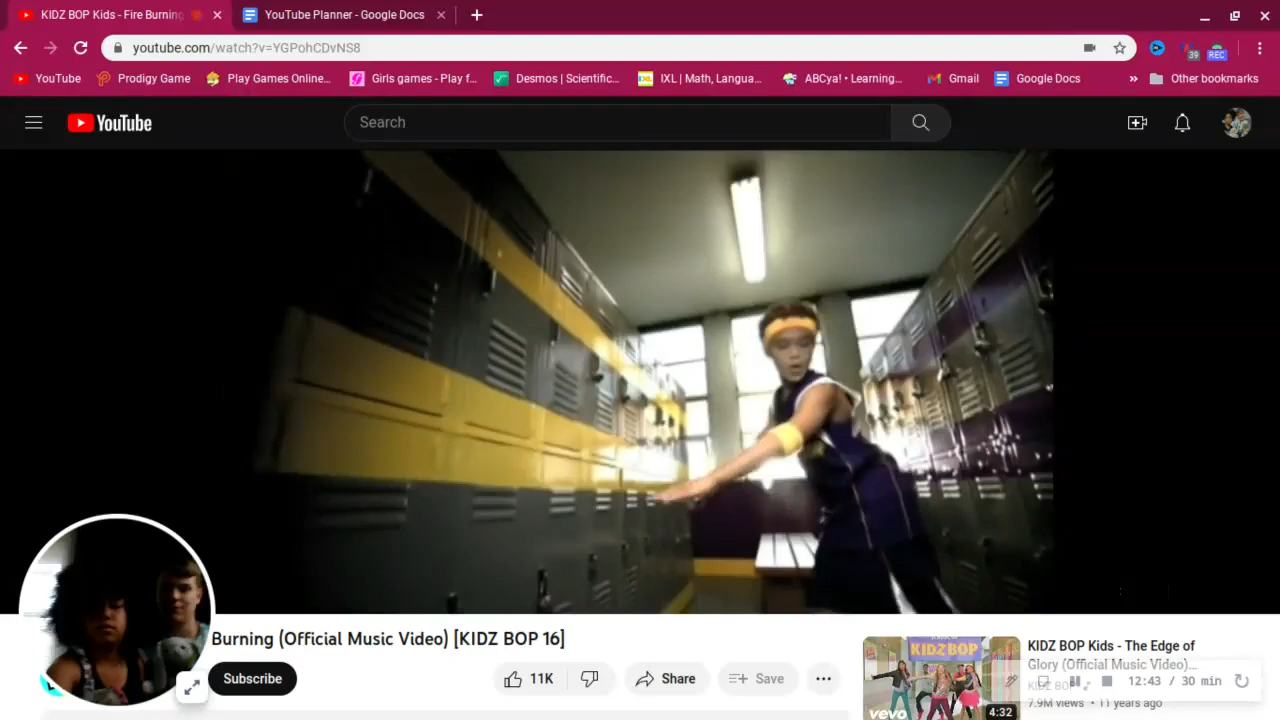 KIDZ BOP Kids - Fire Burning
YouTube Planner - Google Docs
youtube.com/watch?v=YGPohCDvNS8
39
REC
YouTube
Prodigy Game
Play Games Online...
Girls games - Play f...
Desmos | Scientific...
IXL | Math, Langua...
ABCya! • Learning...
Gmail
Google Docs
»
Other bookmarks
YouTube
Search
Burning (Official Music Video) [KIDZ BOP 16]
Subscribe
11K
Share
Save
KIDZ BOP
vevo
4:32
KIDZ BOP Kids - The Edge of
Glory (Official Music Video)...
KIDZ BOP
7.9M views • 11 years ago
12:43 / 30 min